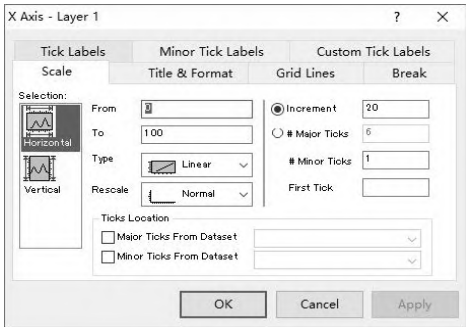 X Axis - Layer 1 ? ×
Tick Labels Minor Tick Labels Custom Tick Labels
Scale Title & Format Grid Lines Break
Selection:
Horizontal
Vertical
From 0
To 100
Type Linear
Rescale Normal
Increment 20
# Major Ticks 6
# Minor Ticks 1
First Tick
Ticks Location
Major Ticks From Dataset
Minor Ticks From Dataset
OK Cancel Apply